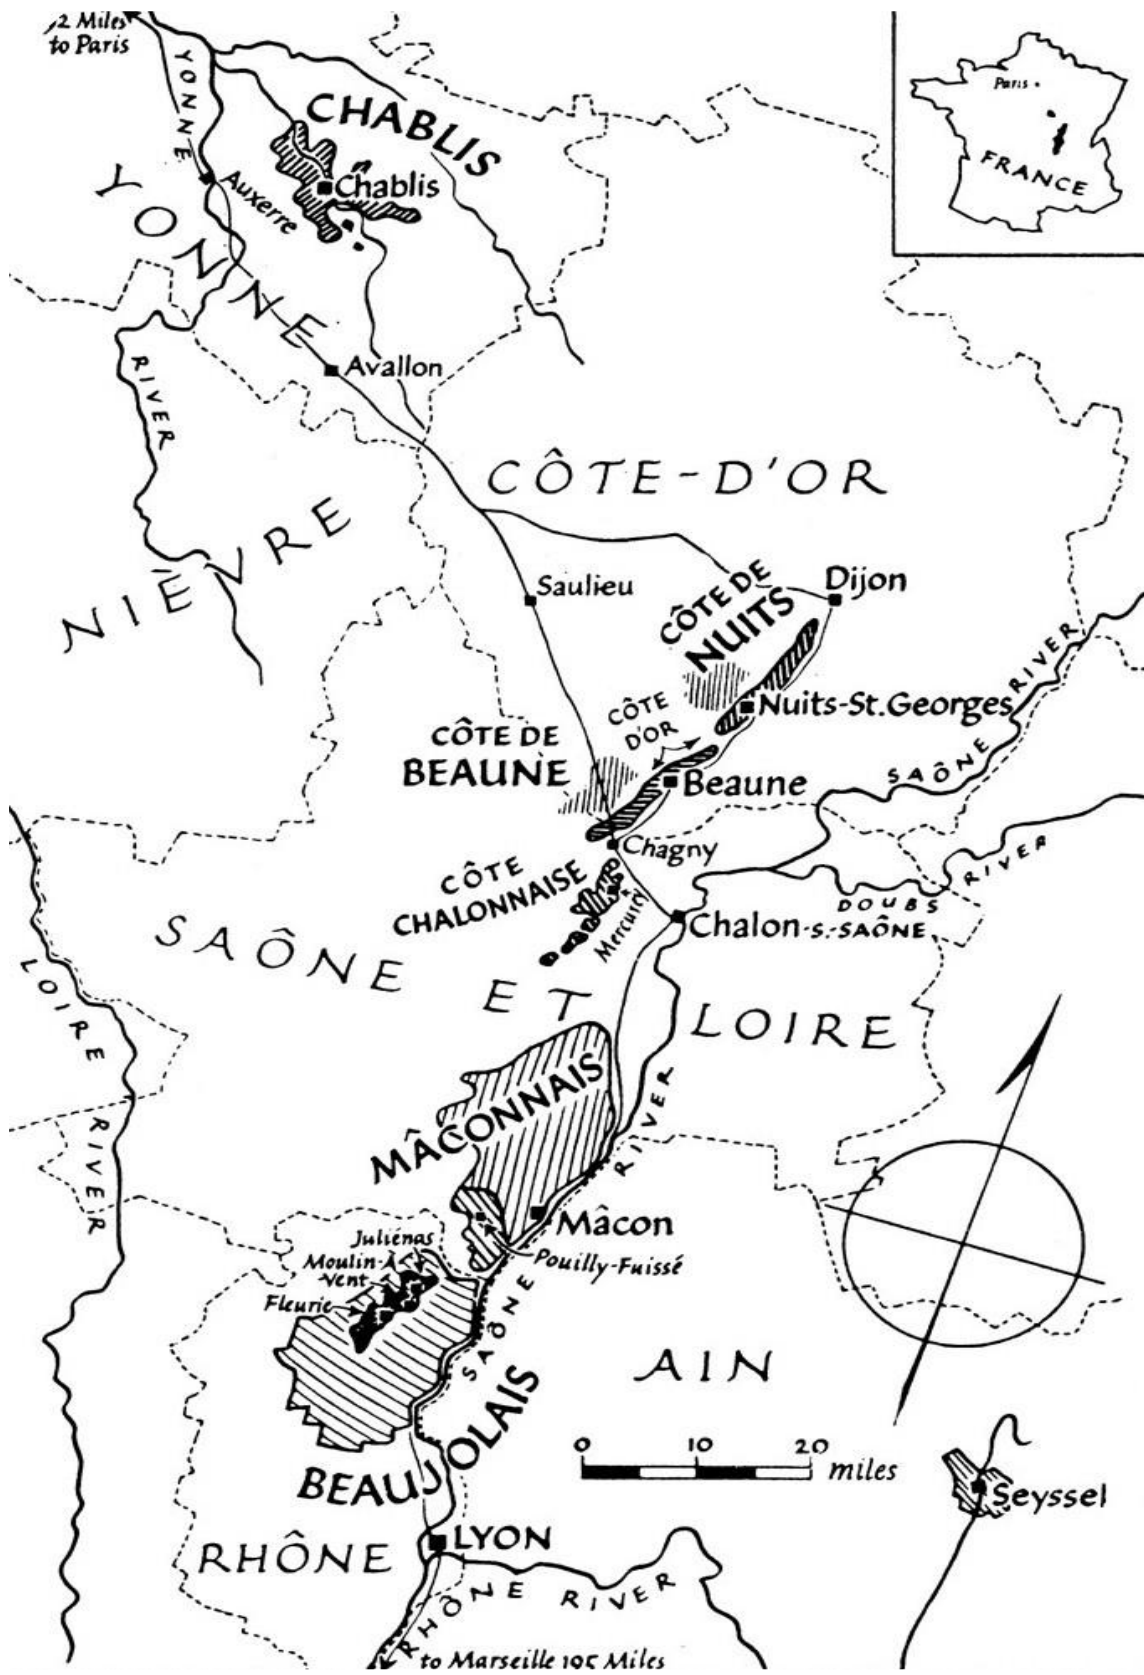 2 Miles
to Paris
YONNE
CHABLIS
Paris
FRANCE
Auxerre
Chablis
YONNE
RIVER
Avallon
CÔTE-D'OR
NIÈVRE
Saulieu
CÔTE DE
NUITS
Dijon
RIVER
SAÔNE
CÔTE
D'OR
Nuits-St.Georges
CÔTE DE
BEAUNE
Beaune
Chagny
CÔTE
CHALONNAISE
Mercurey
RIVER
DOUBS
Chalon-S.-SAÔNE
SAÔNE ET LOIRE
LOIRE
RIVER
MÂCONNAIS
RIVER
Mâcon
Pouilly-Fuissé
Juliénas
Moulin-À-
Vent
Fleurie
SAÔNE
AIN
BEAUJOLAIS
0 10 20
miles
Seyssel
LYON
RHÔNE
RHÔNE RIVER
to Marseille 195 Miles